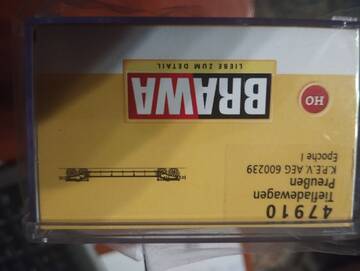 47910
Tiefladewagen
Preußen
K.P.E.V. AEG 600239
Epoche I
HO
BRAWA
LIEBE ZUM DETAIL